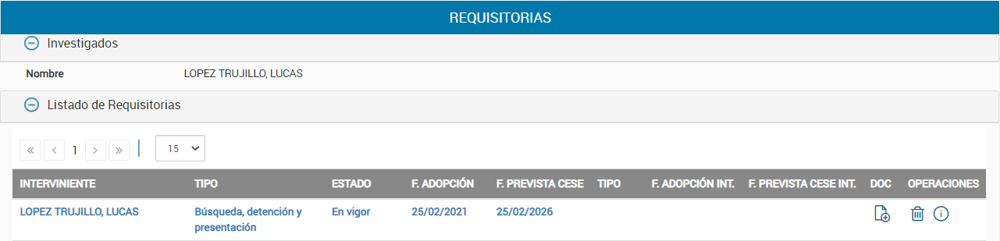 REQUISITORIAS
Investigados
Nombre LOPEZ TRUJILLO, LUCAS
Listado de Requisitorias
« ‹ 1 › » 15
INTERVINIENTE TIPO ESTADO F. ADOPCIÓN F. PREVISTA CESE TIPO F. ADOPCIÓN INT. F. PREVISTA CESE INT. DOC OPERACIONES
LOPEZ TRUJILLO, LUCAS Búsqueda, detención y En vigor 25/02/2021 25/02/2026
presentación